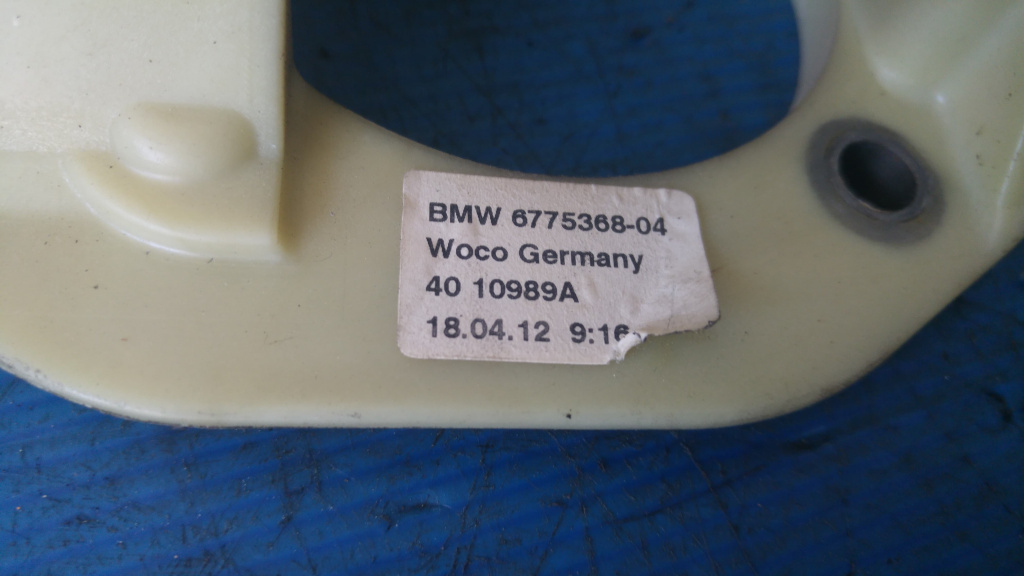 BMW 6775368-04
Woco Germany
40 10989A
18.04.12 9:16